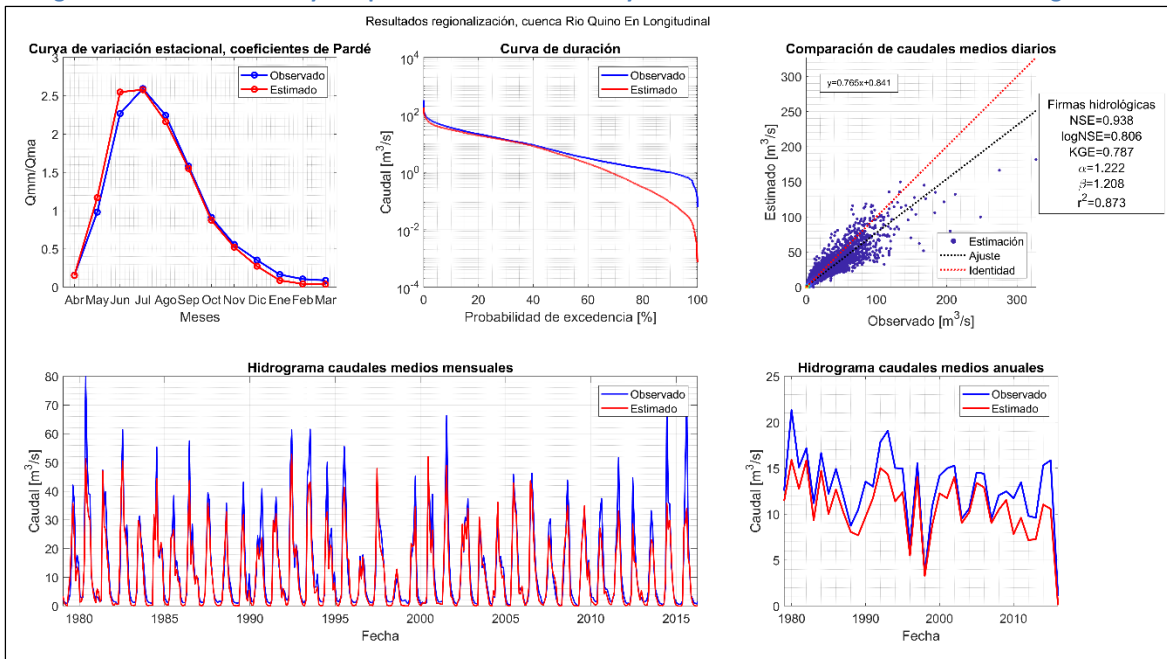 Resultados regionalización, cuenca Rio Quino En Longitudinal
Curva de variación estacional, coeficientes de Pardé
3
2.5
2
1.5
1
0.5
0
Qmm/Qma
Observado
Estimado
Abr May Jun Jul Ago Sep Oct Nov Dic Ene Feb Mar
Meses
Curva de duración
10^4
10^2
10^0
10^-2
10^-4
Caudal [m^3/s]
Observado
Estimado
0 20 40 60 80 100
Probabilidad de excedencia [%]
Comparación de caudales medios diarios
300
250
200
150
100
50
0
Estimado [m^3/s]
y=0.765x+0.841
Estimación
Ajuste
Identidad
0 100 200 300
Observado [m^3/s]
Firmas hidrológicas
NSE=0.938
logNSE=0.806
KGE=0.787
α=1.222
β=1.208
r^2=0.873
Hidrograma caudales medios mensuales
80
70
60
50
40
30
20
10
0
Caudal [m^3/s]
Observado
Estimado
1980 1985 1990 1995 2000 2005 2010 2015
Fecha
Hidrograma caudales medios anuales
25
20
15
10
5
0
Caudal [m^3/s]
Observado
Estimado
1980 1990 2000 2010
Fecha